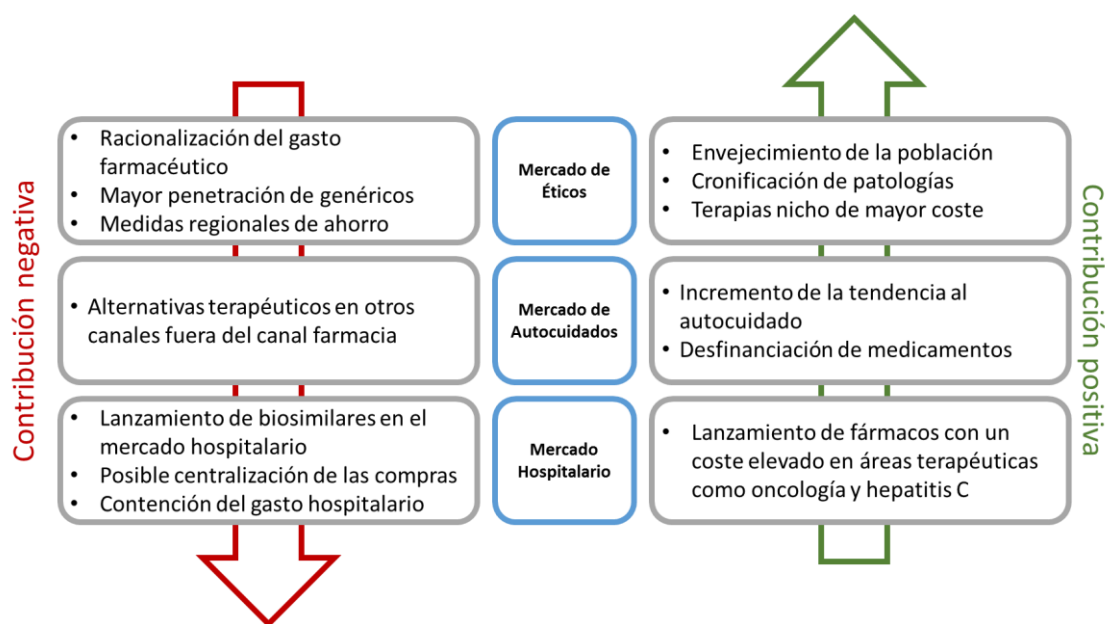 Contribución negativa
• Racionalización del gasto
farmacéutico
• Mayor penetración de genéricos
• Medidas regionales de ahorro
Mercado de
Éticos
• Envejecimiento de la población
• Cronificación de patologías
• Terapias nicho de mayor coste
• Alternativas terapéuticos en otros
canales fuera del canal farmacia
Mercado de
Autocuidados
• Incremento de la tendencia al
autocuidado
• Desfinanciación de medicamentos
• Lanzamiento de biosimilares en el
mercado hospitalario
• Posible centralización de las compras
• Contención del gasto hospitalario
Mercado
Hospitalario
• Lanzamiento de fármacos con un
coste elevado en áreas terapéuticas
como oncología y hepatitis C
Contribución
positiva